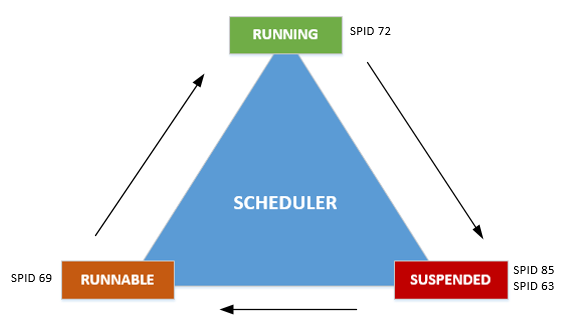 RUNNING
SPID 72
SCHEDULER
SPID 69
RUNNABLE
SUSPENDED
SPID 85
SPID 63